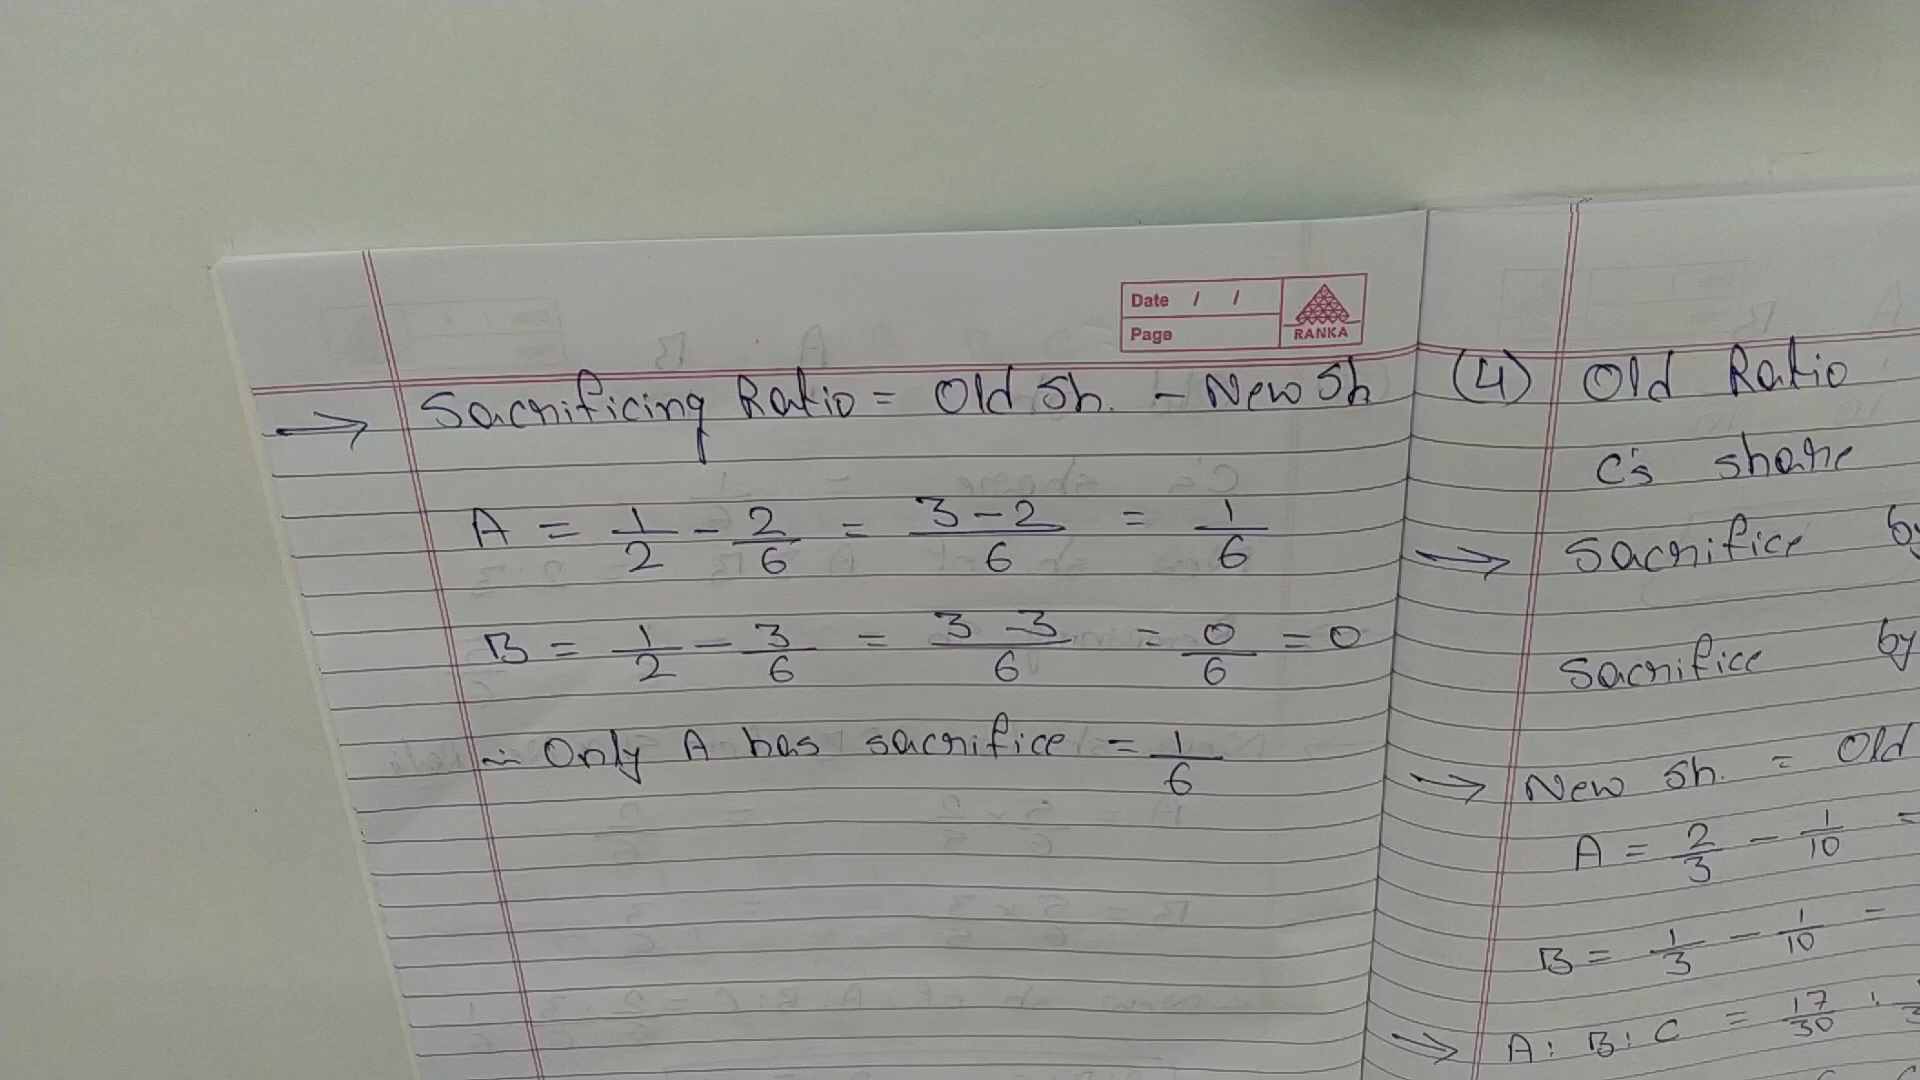 Date / /
Page
RANKA
→ Sacrificing Ratio = Old Sh. - New Sh
A = 1/2 - 2/6 = 3-2/6 = 1/6
B = 1/2 - 3/6 = 3-3/6 = 0/6 = 0
∴ Only A has sacrifice = 1/6
(4) Old Ratio
C's share
→ Sacrifice by
Sacrifice by
→ New Sh. = Old
A = 2/3 - 1/10 =
B = 1/3 - 1/10 =
→ A : B : C = 17/30 :